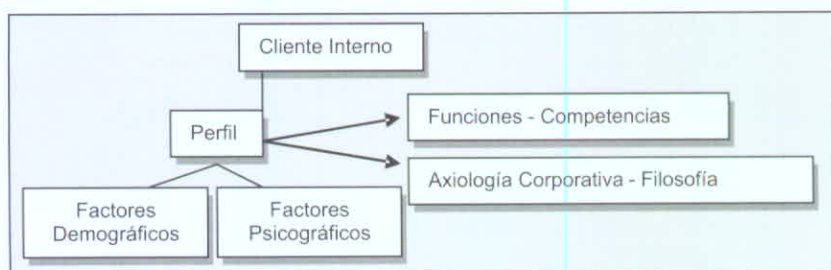 Cliente Interno
Perfil
Funciones - Competencias
Axiología Corporativa - Filosofía
Factores
Demográficos
Factores
Psicográficos